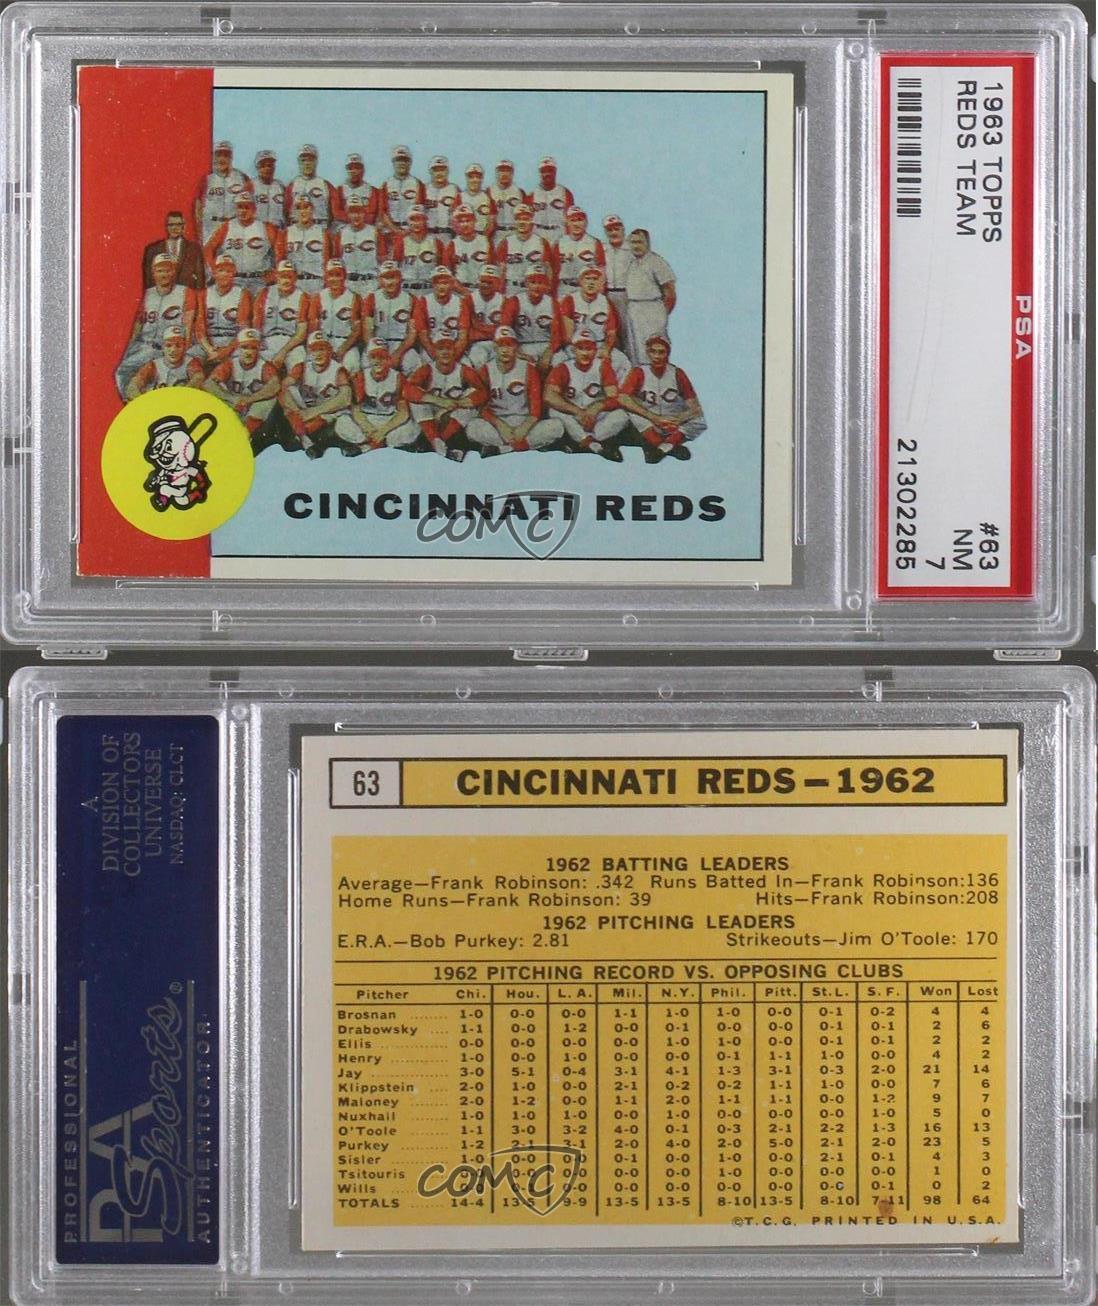 1963 TOPPS #63
REDS TEAM NM
7
21302285
PSA
CINCINNATI REDS
COMC
A
DIVISION OF
COLLECTORS
UNIVERSE
NASDAQ: CLCT
PROFESSIONAL
PSA
Sports®
AUTHENTICATOR
63 CINCINNATI REDS—1962
1962 BATTING LEADERS
Average—Frank Robinson: .342 Runs Batted In—Frank Robinson:136
Home Runs—Frank Robinson: 39 Hits—Frank Robinson:208
1962 PITCHING LEADERS
E.R.A.—Bob Purkey: 2.81 Strikeouts—Jim O'Toole: 170
1962 PITCHING RECORD VS. OPPOSING CLUBS
Pitcher Chi. Hou. L.A. Mil. N.Y. Phil. Pitt. St.L. S.F. Won Lost
Brosnan ...... 1-0 0-0 0-0 1-1 1-0 1-0 0-0 0-1 0-2 4 4
Drabowsky ... 1-1 0-0 1-2 0-0 0-1 0-0 0-0 0-1 0-1 2 6
Ellis ........... 0-0 0-0 0-0 0-0 1-0 1-0 0-0 0-1 0-1 2 2
Henry ......... 1-0 0-0 1-0 0-0 0-0 0-1 1-1 1-0 0-0 4 2
Jay ............. 3-0 5-1 0-4 3-1 4-1 1-3 3-1 0-3 2-0 21 14
Klippstein .... 2-0 1-0 0-0 2-1 0-2 0-2 1-1 1-0 0-0 7 6
Maloney ...... 2-0 1-2 1-1 2-0 1-0 1-1 1-1 0-0 1-2 9 7
Nuxhall ....... 1-0 1-0 1-0 1-0 0-0 0-0 0-0 0-0 1-0 5 0
O'Toole ....... 1-1 3-0 3-2 4-0 0-1 0-3 2-1 2-2 1-3 16 13
Purkey ........ 1-2 2-1 3-1 2-0 4-0 2-0 5-0 2-1 2-0 23 5
Sisler .......... 1-0 0-0 0-0 0-1 1-0 0-0 0-0 2-1 0-1 4 3
Tsitouris ...... 0-0 0-0 0-0 0-0 0-0 1-0 0-0 0-0 0-0 1 0
Wills ........... 0-0 0-0 0-0 0-0 0-0 0-0 0-0 0-0 0-1 0 2
TOTALS ...... 14-4 13-5 9-9 13-5 13-5 8-10 13-5 8-10 7-11 98 64
©T.C.G. PRINTED IN U.S.A.
COMC